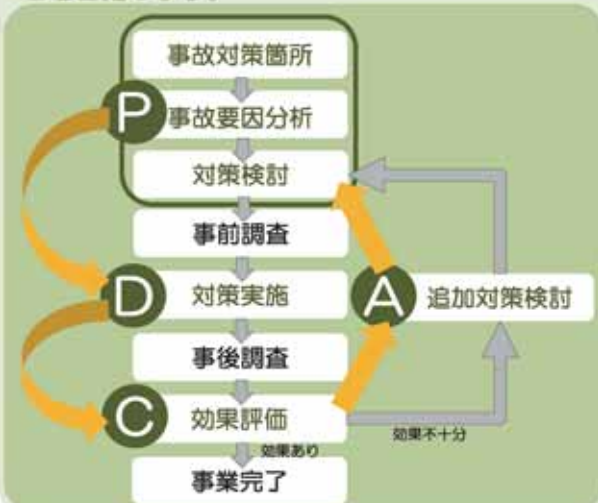 事故対策箇所
P
事故要因分析
対策検討
事前調査
D
対策実施
A
追加対策検討
事後調査
C
効果評価
効果あり
効果不十分
事業完了